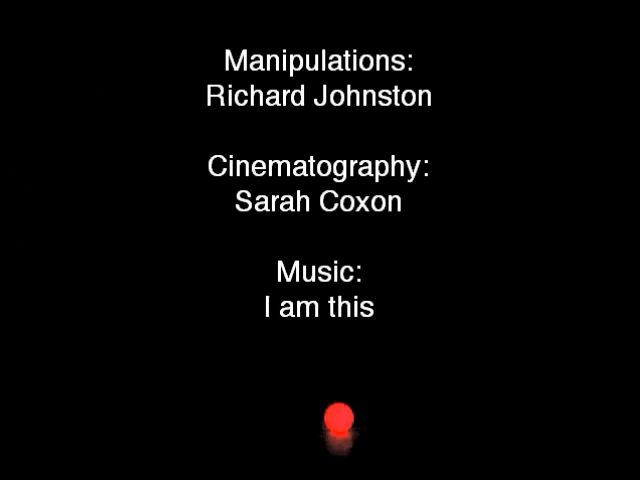 Manipulations:
Richard Johnston
Cinematography:
Sarah Coxon
Music:
I am this